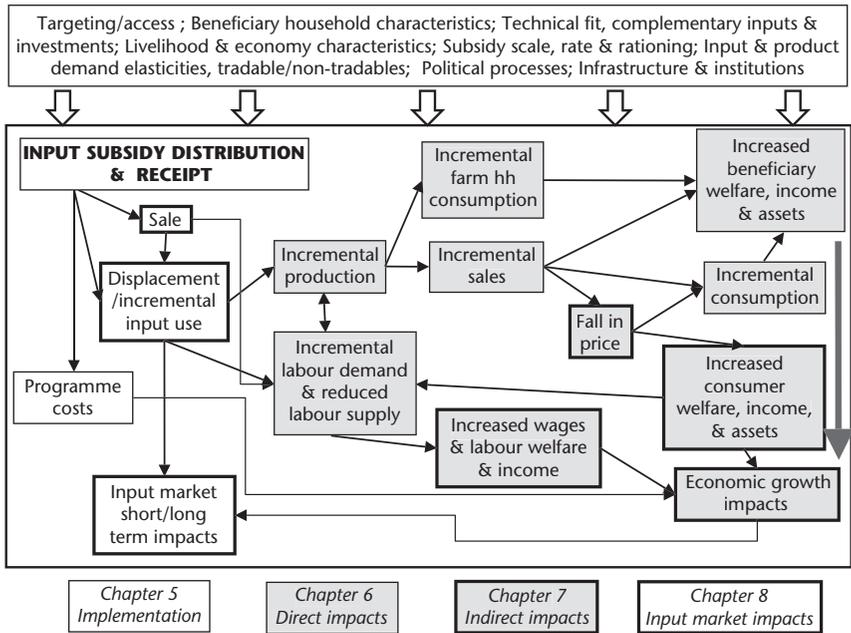 Targeting/access ; Beneficiary household characteristics; Technical fit, complementary inputs &
investments; Livelihood & economy characteristics; Subsidy scale, rate & rationing; Input & product
demand elasticities, tradable/non-tradables; Political processes; Infrastructure & institutions
INPUT SUBSIDY DISTRIBUTION
& RECEIPT
Sale
Displacement
/incremental
input use
Programme
costs
Input market
short/long
term impacts
Incremental
production
Incremental
labour demand
& reduced
labour supply
Incremental
farm hh
consumption
Incremental
sales
Increased wages
& labour welfare
& income
Fall in
price
Increased
beneficiary
welfare, income
& assets
Incremental
consumption
Increased
consumer
welfare, income,
& assets
Economic growth
impacts
Chapter 5
Implementation
Chapter 6
Direct impacts
Chapter 7
Indirect impacts
Chapter 8
Input market impacts